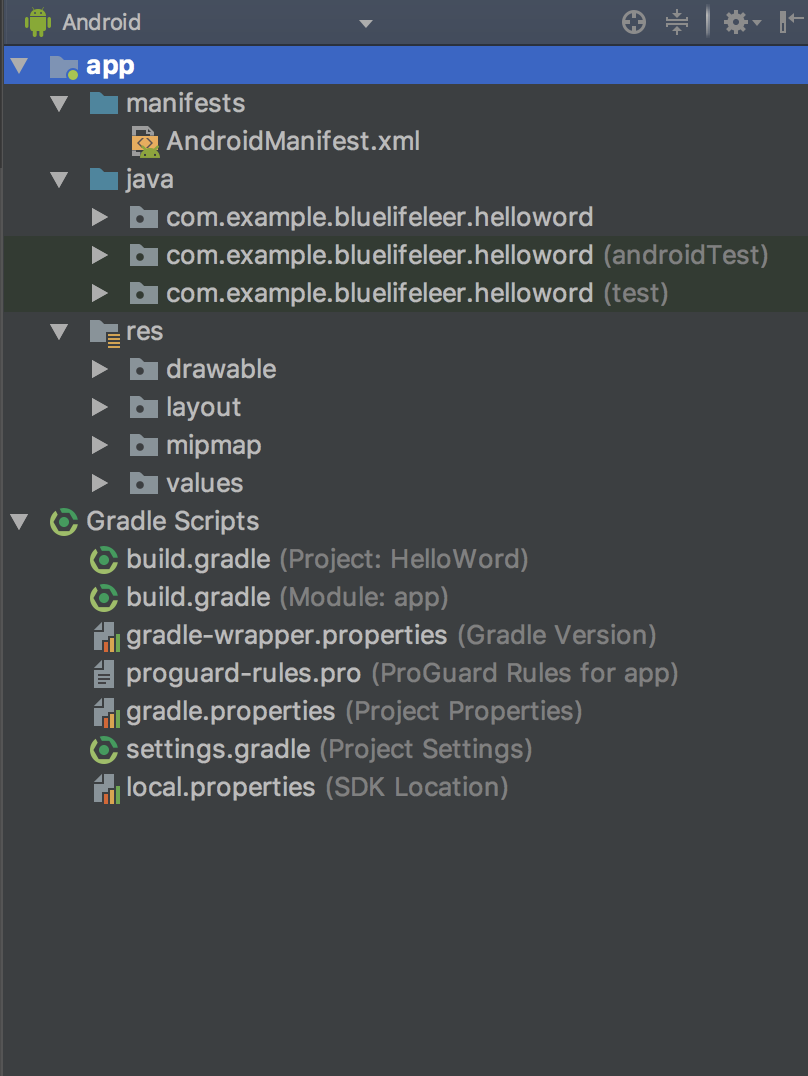 Android
app
manifests
AndroidManifest.xml
java
com.example.bluelifeleer.helloword
com.example.bluelifeleer.helloword (androidTest)
com.example.bluelifeleer.helloword (test)
res
drawable
layout
mipmap
values
Gradle Scripts
build.gradle (Project: HelloWord)
build.gradle (Module: app)
gradle-wrapper.properties (Gradle Version)
proguard-rules.pro (ProGuard Rules for app)
gradle.properties (Project Properties)
settings.gradle (Project Settings)
local.properties (SDK Location)